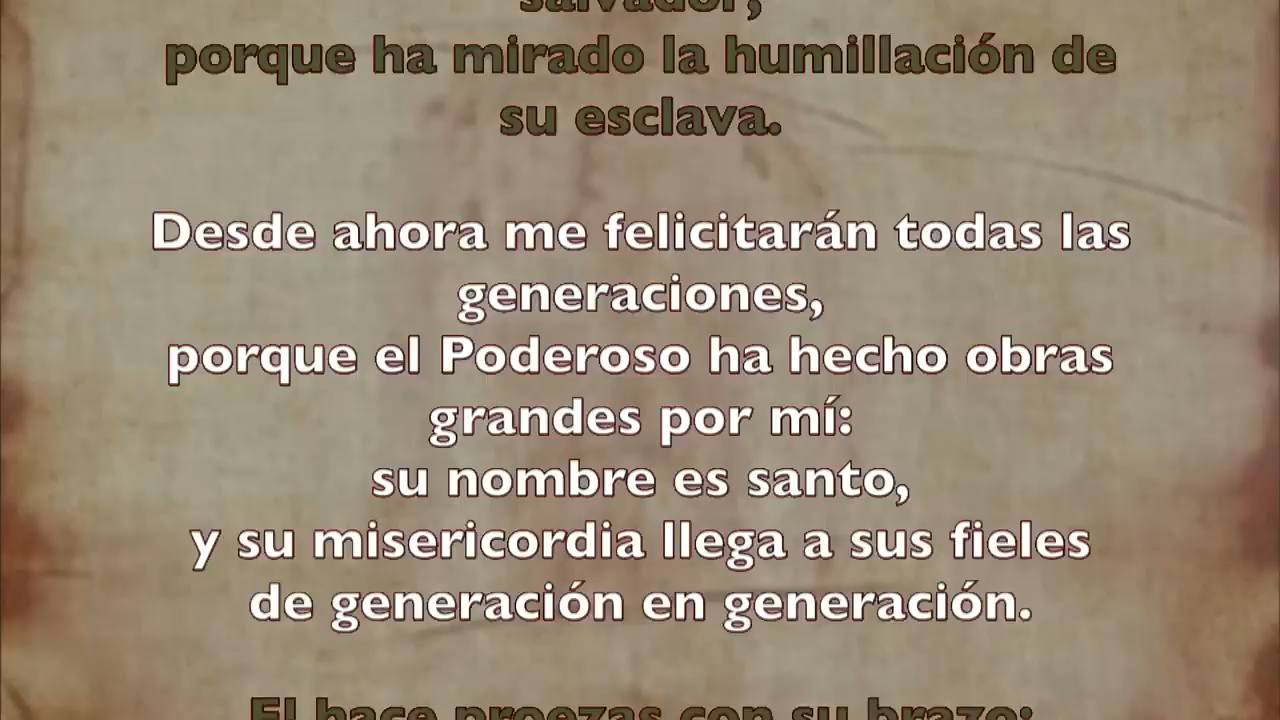 salvador,
porque ha mirado la humillación de
su esclava.
Desde ahora me felicitarán todas las
generaciones,
porque el Poderoso ha hecho obras
grandes por mí:
su nombre es santo,
y su misericordia llega a sus fieles
de generación en generación.
El hace proezas con su brazo: